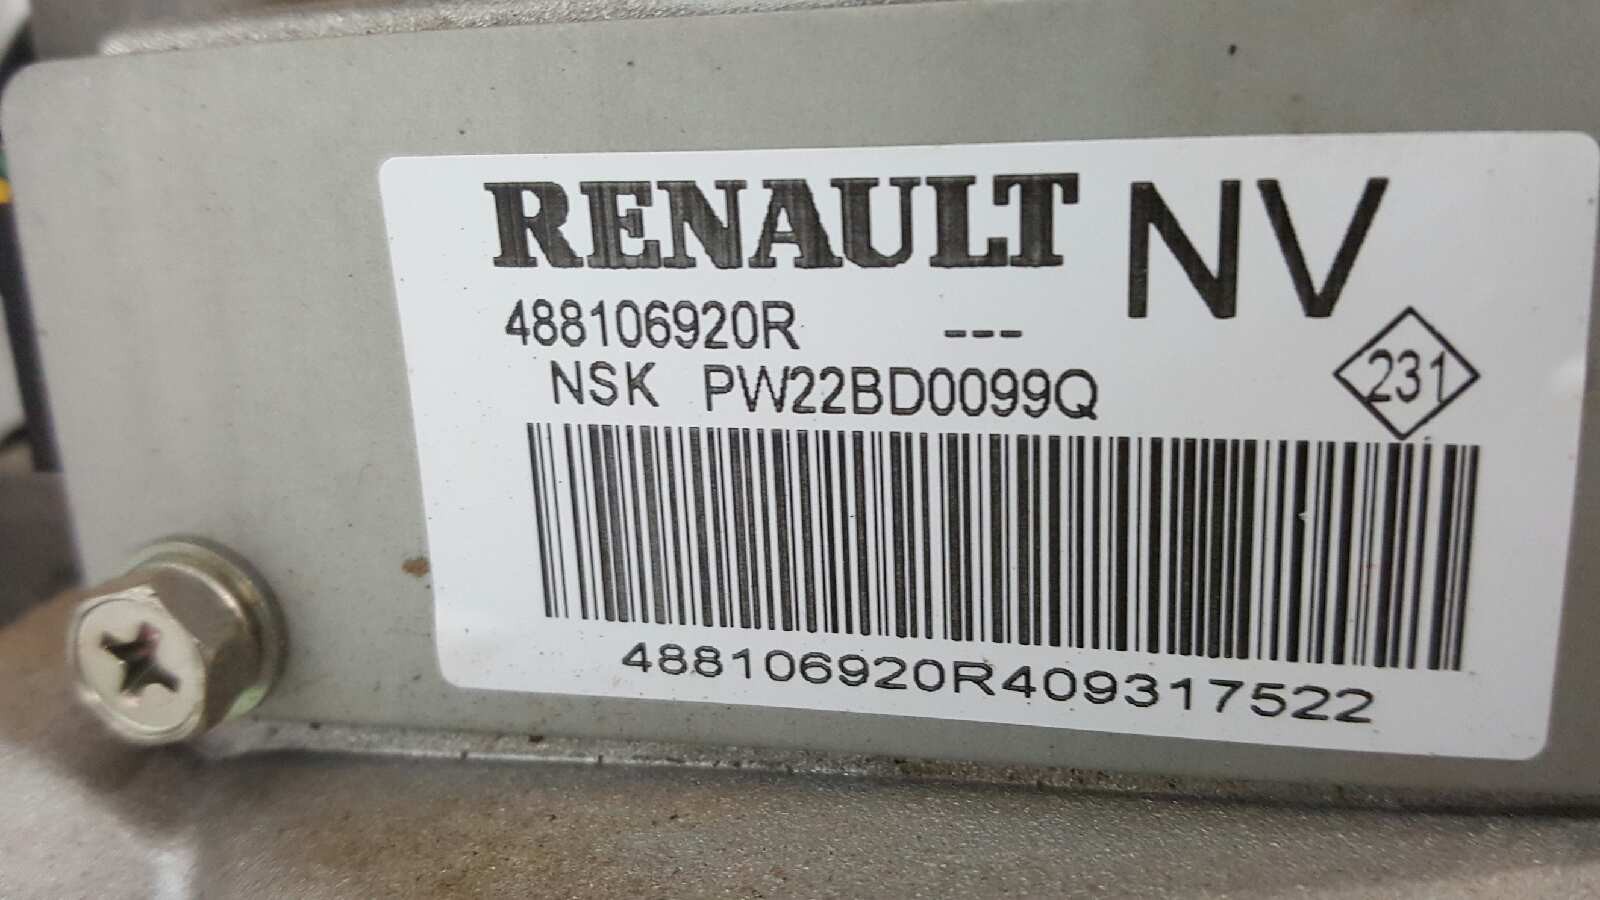 RENAULT NV
488106920R ---
NSK PW22BD0099Q
231
488106920R409317522